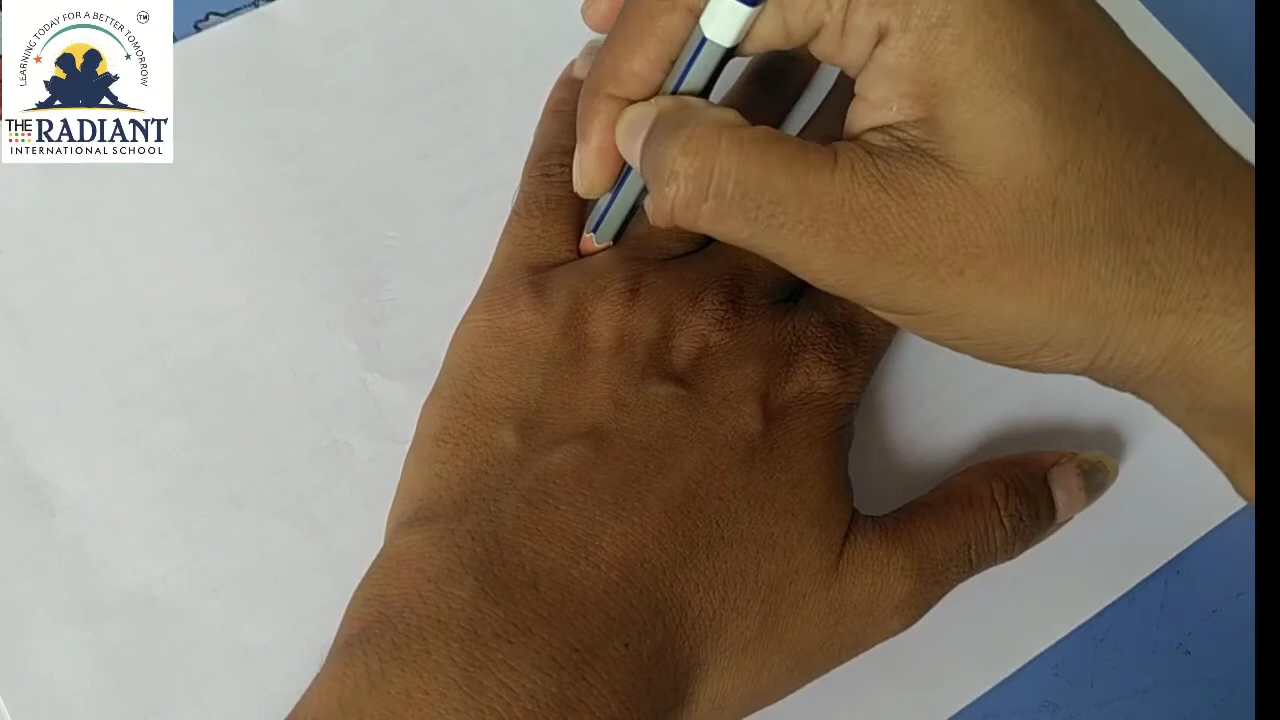 LEARNING TODAY FOR A BETTER TOMORROW
TM
THE RADIANT
INTERNATIONAL SCHOOL